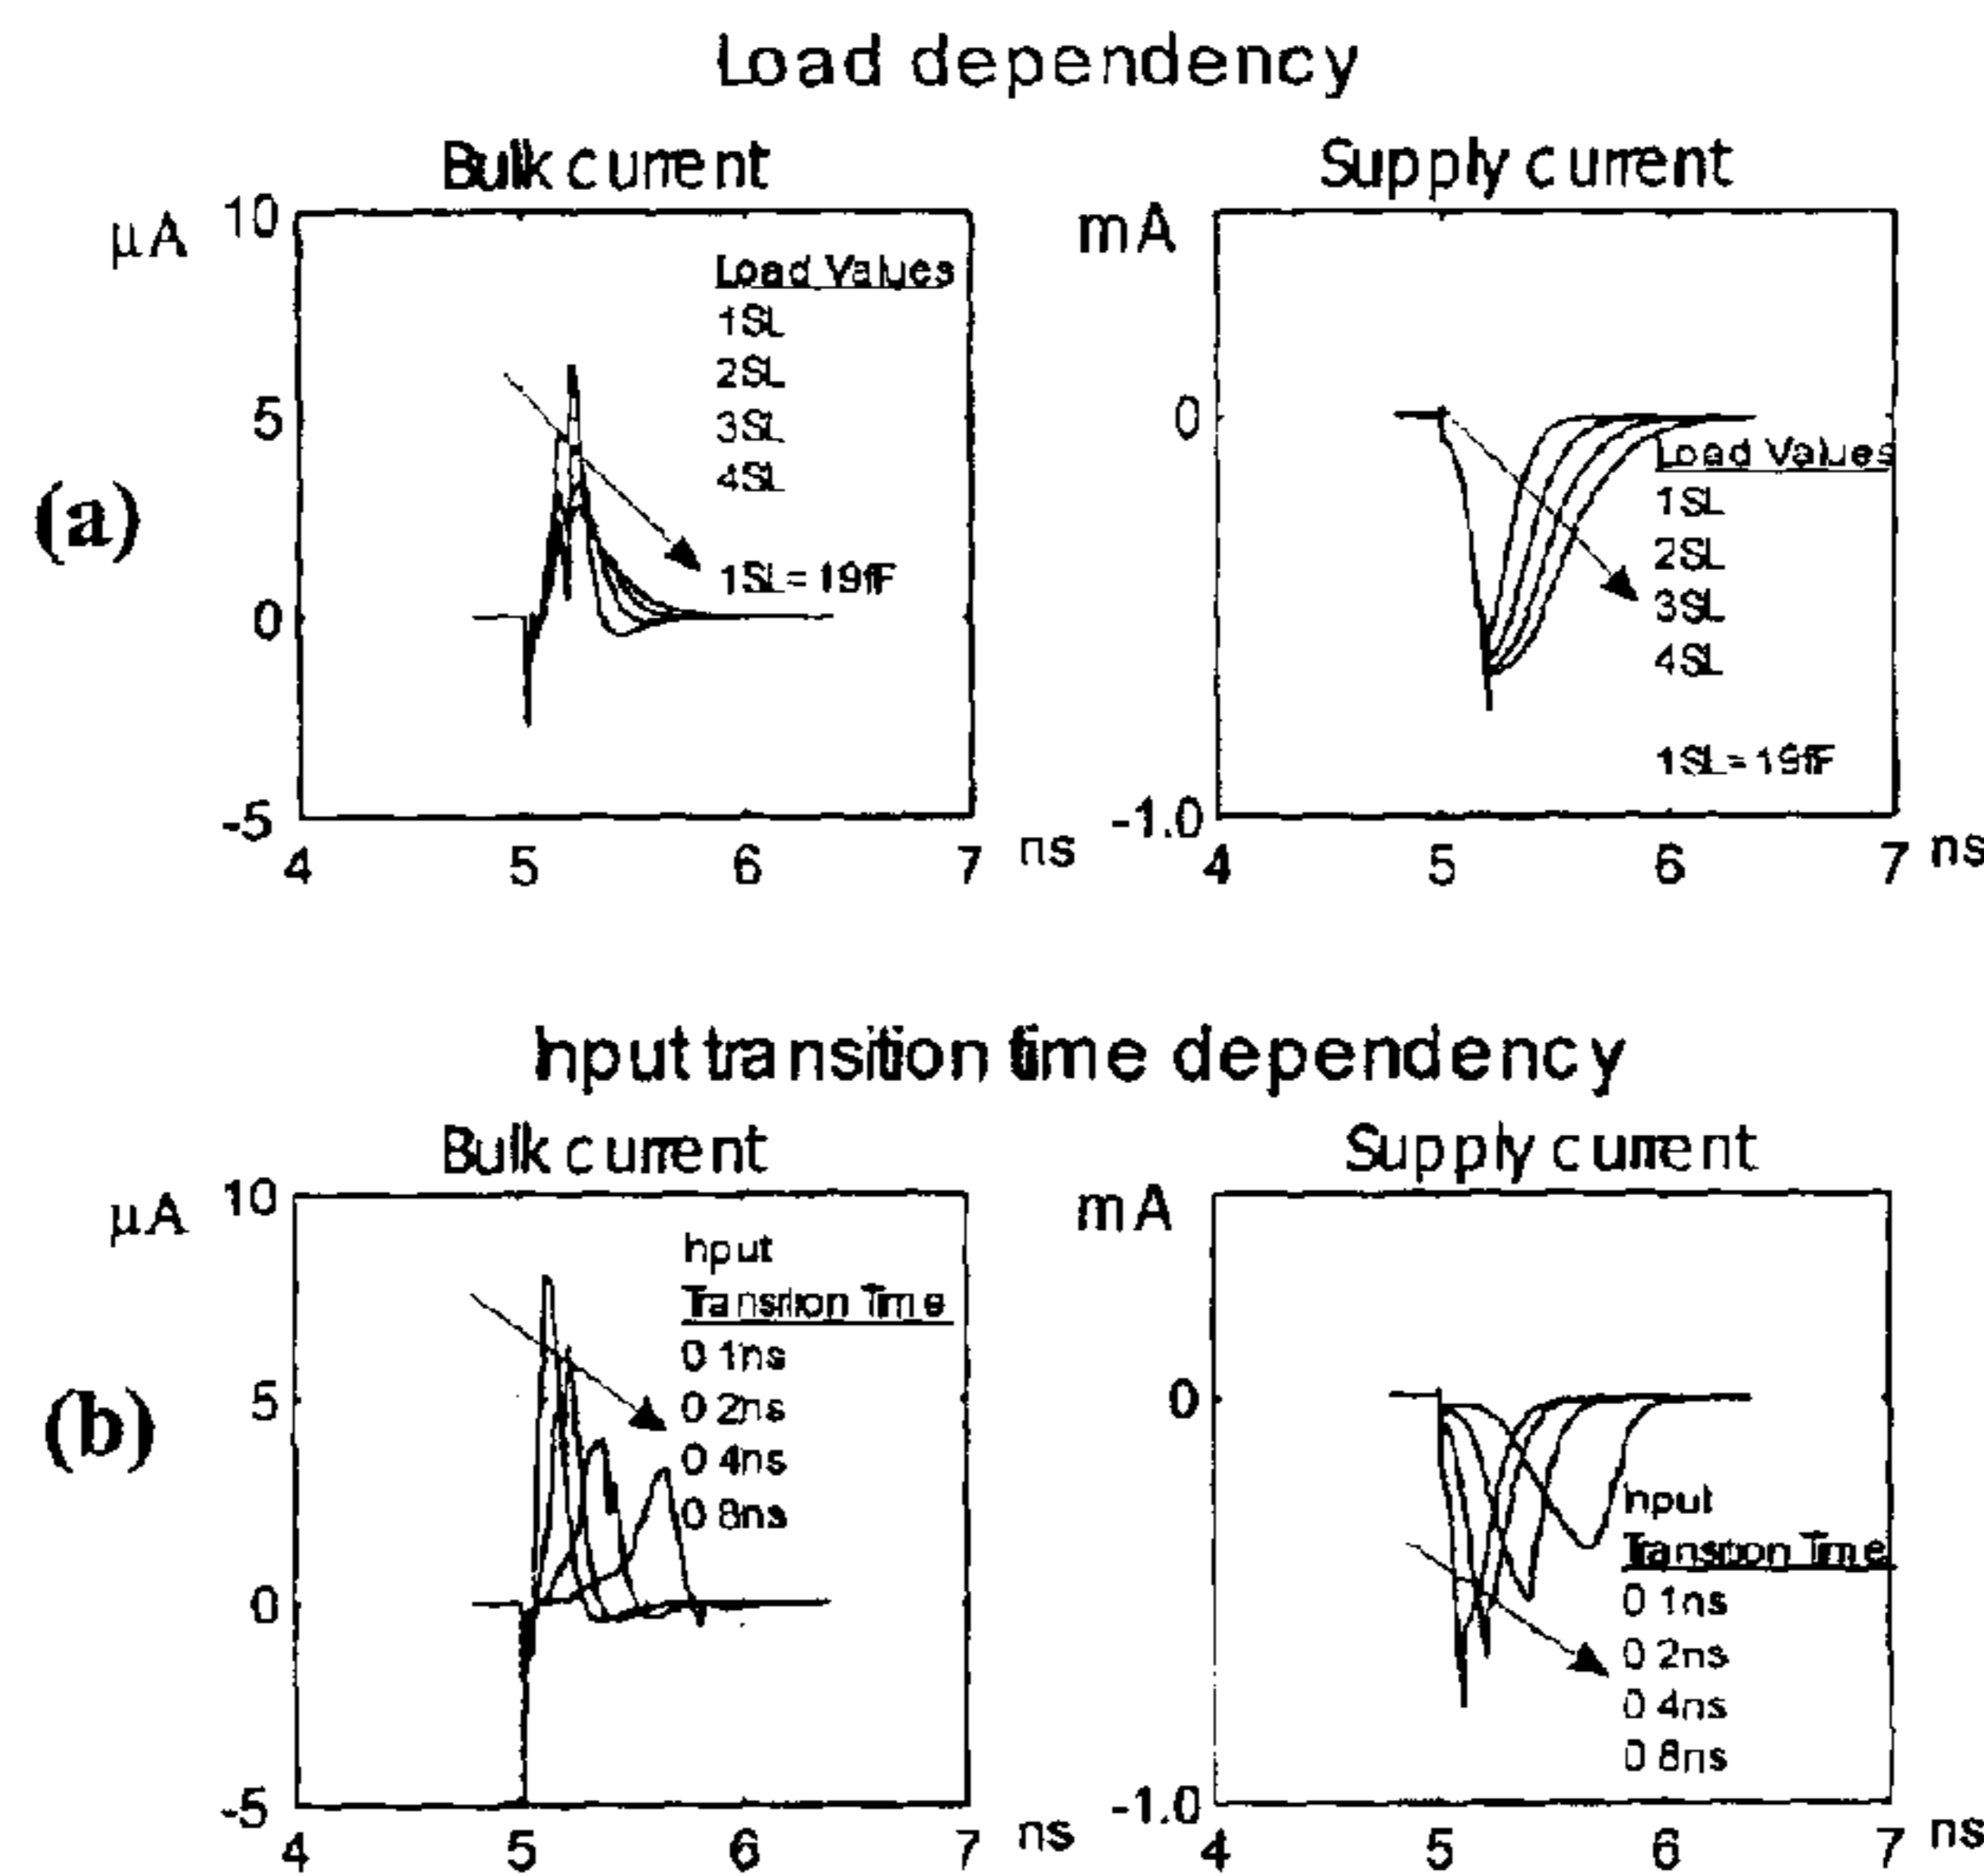 Load dependency
Bulk current
Supply current
µA
10
5
0
-5
4
5
6
7
ns
Load Values
1SL
2SL
3SL
4SL
1SL=19fF
(a)
mA
0
-1.0
4
5
6
7
ns
Load Values
1SL
2SL
3SL
4SL
1SL=19fF
Input transition time dependency
Bulk current
Supply current
µA
10
5
0
-5
4
5
6
7
ns
Input
Transition Time
0.1ns
0.2ns
0.4ns
0.8ns
(b)
mA
0
-1.0
4
5
6
7
ns
Input
Transition Time
0.1ns
0.2ns
0.4ns
0.8ns